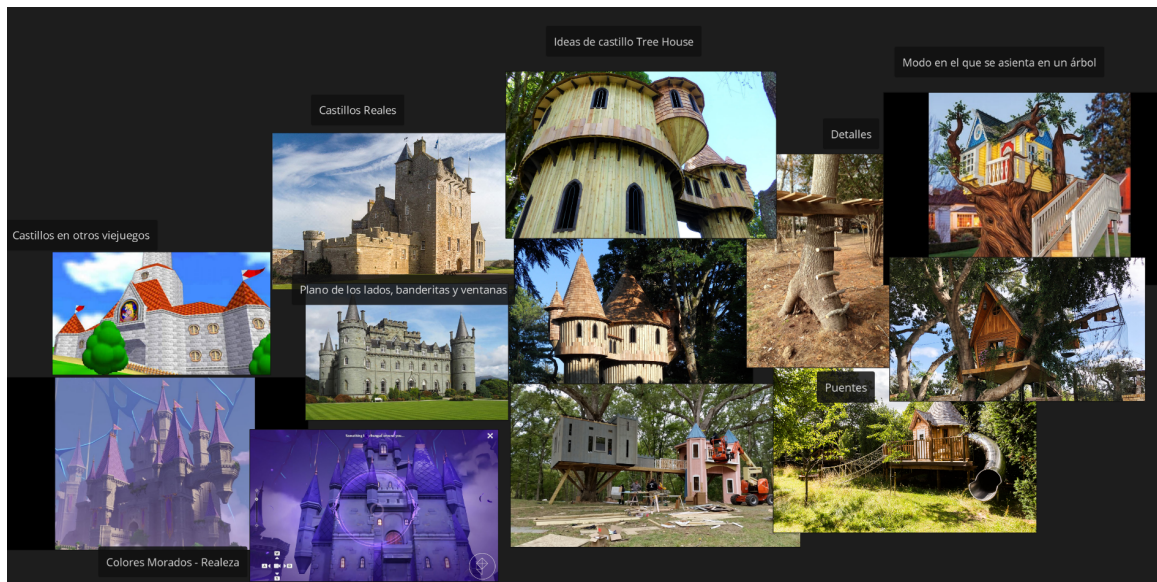 Ideas de castillo Tree House
Modo en el que se asienta en un árbol
Castillos Reales
Detalles
Castillos en otros viejuegos
Plano de los lados, banderitas y ventanas
Puentes
Colores Morados - Realeza